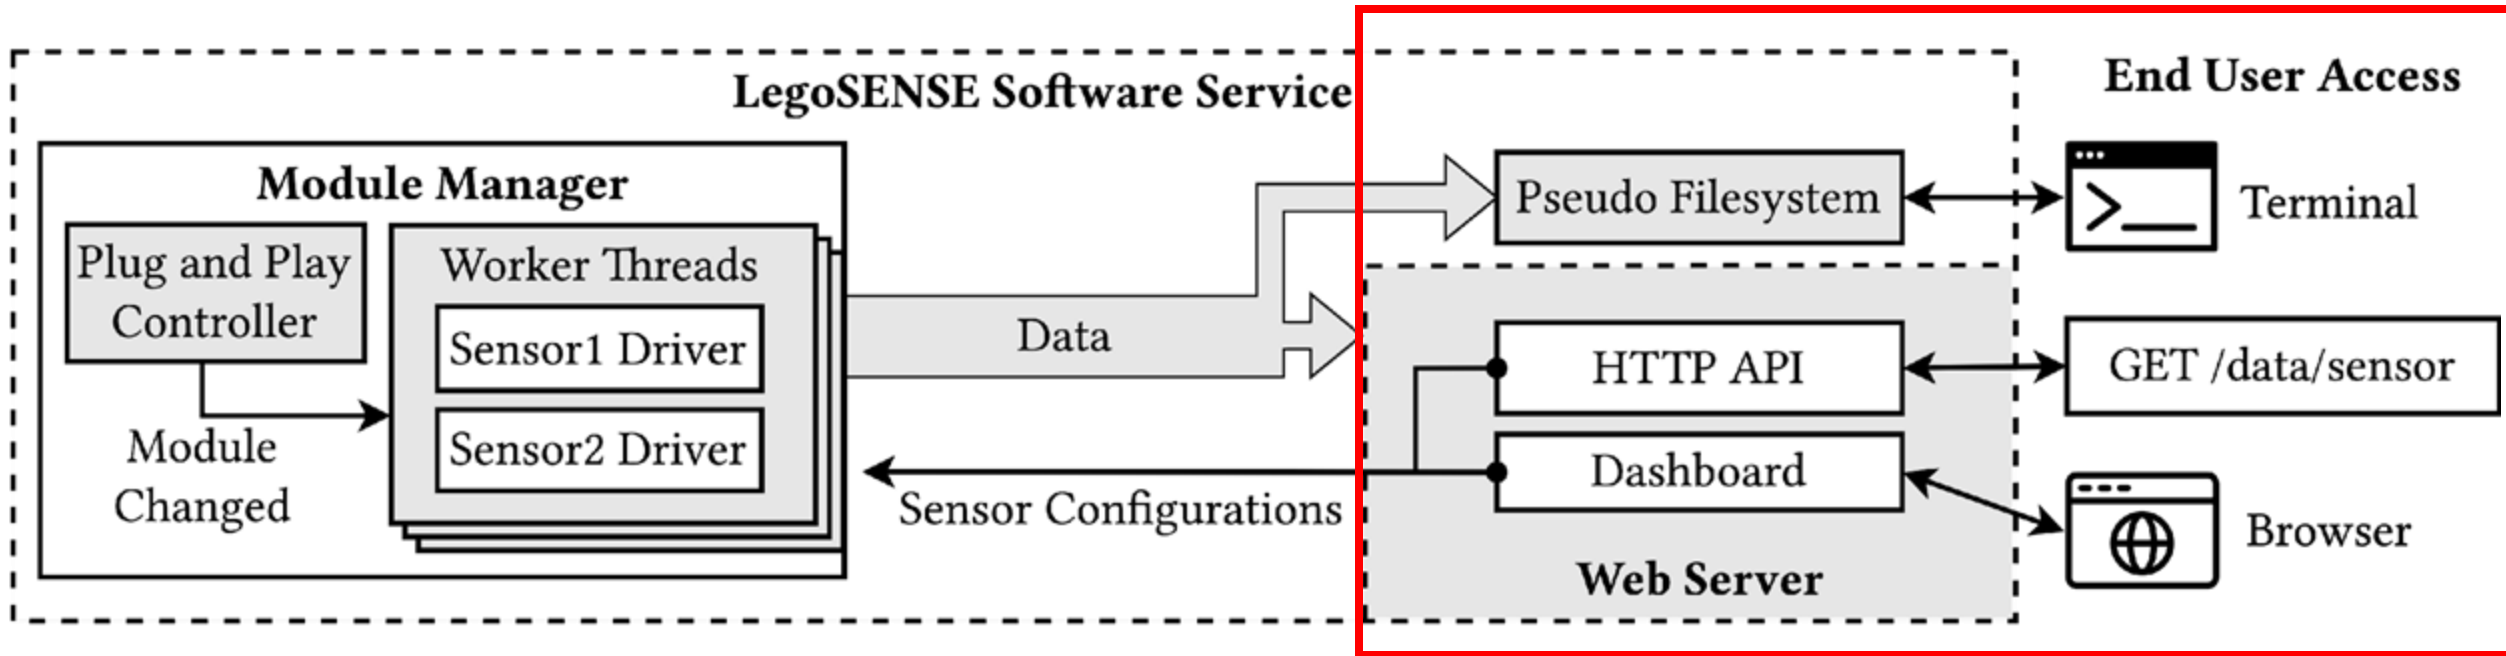 LegoSENSE Software Service
End User Access
Module Manager
Plug and Play
Controller
Worker Threads
Sensor1 Driver
Sensor2 Driver
Module
Changed
Data
Sensor Configurations
Pseudo Filesystem
Terminal
HTTP API
GET /data/sensor
Dashboard
Browser
Web Server